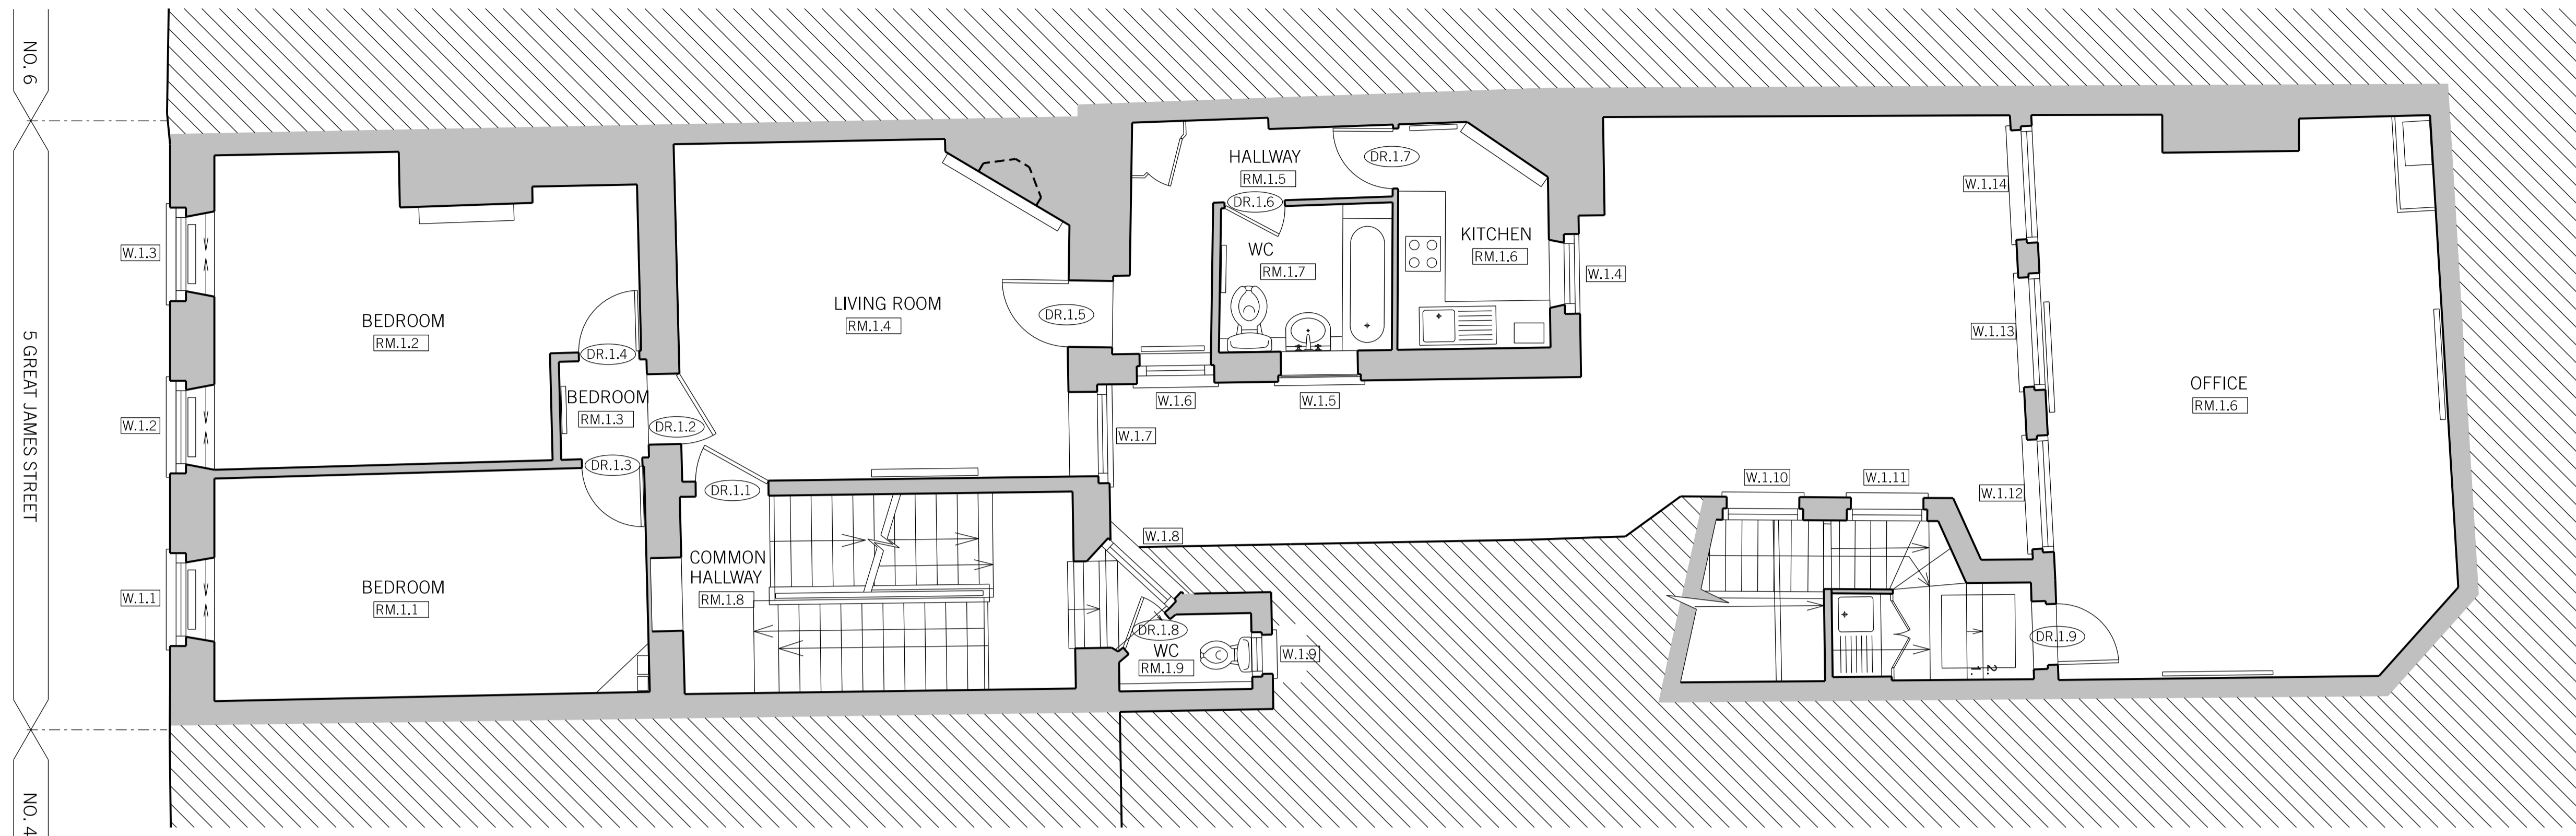 NO. 6
5 GREAT JAMES STREET
NO. 4
W.1.3
W.1.2
W.1.1
BEDROOM
RM.1.2
DR.1.4
BEDROOM
RM.1.3
DR.1.2
DR.1.3
BEDROOM
RM.1.1
LIVING ROOM
RM.1.4
DR.1.5
DR.1.1
COMMON
HALLWAY
RM.1.8
HALLWAY
RM.1.5
DR.1.7
DR.1.6
WC
RM.1.7
KITCHEN
RM.1.6
W.1.4
W.1.6
W.1.5
W.1.7
W.1.8
DR.1.8
WC
RM.1.9
W.1.9
W.1.14
W.1.13
W.1.12
W.1.10
W.1.11
OFFICE
RM.1.6
DR.1.9
2.
1.